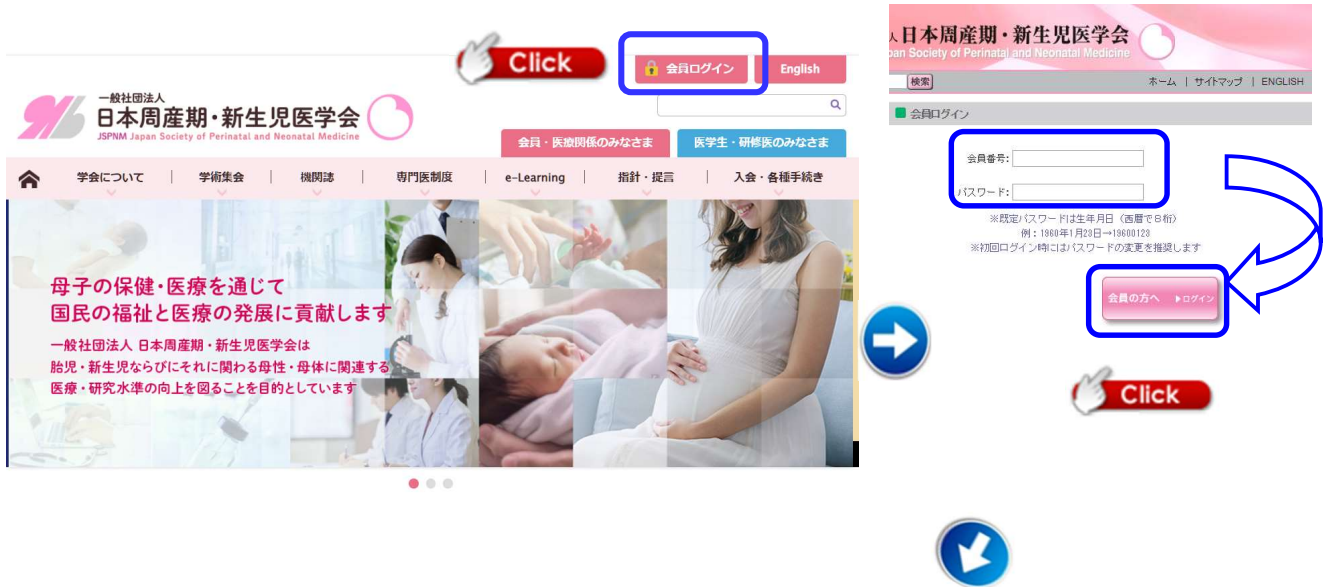 Click
会員ログイン
English
一般社団法人
日本周産期・新生児医学会
JSPNM Japan Society of Perinatal and Neonatal Medicine
会員・医療関係のみなさま
医学生・研修医のみなさま
学会について
学術集会
機関誌
専門医制度
e-Learning
指針・提言
入会・各種手続き
母子の保健・医療を通じて
国民の福祉と医療の発展に貢献します
一般社団法人 日本周産期・新生児医学会は
胎児・新生児ならびにそれに関わる母性・母体に関連する
医療・研究水準の向上を図ることを目的としています
人日本周産期・新生児医学会
pan Society of Perinatal and Neonatal Medicine
検索
ホーム | サイトマップ | ENGLISH
会員ログイン
会員番号:
パスワード:
※既定パスワードは生年月日（西暦で8桁）
例：1960年1月23日→19600123
※初回ログイン時にはパスワードの変更を推奨します
会員の方へ ▶ログイン
Click